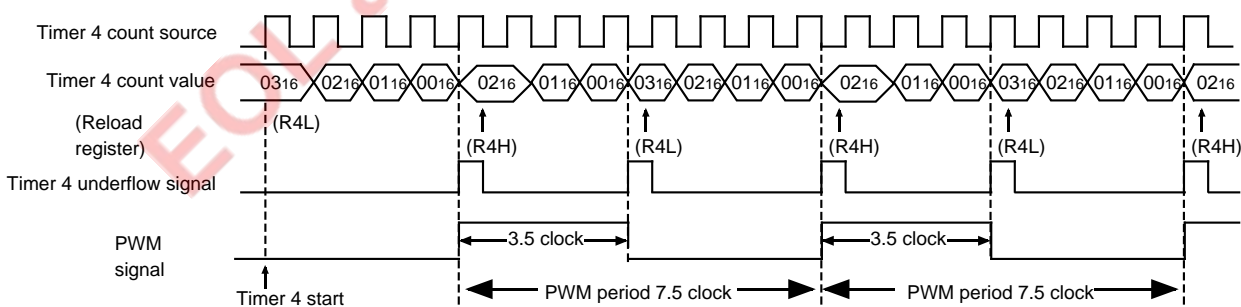 EOL
Timer 4 count source
Timer 4 count value
0316 0216 0116 0016 0216 0116 0016 0316 0216 0116 0016 0216 0116 0016 0316 0216 0116 0016 0216
(Reload
register)
(R4L) (R4H) (R4L) (R4H) (R4L) (R4H)
Timer 4 underflow signal
PWM
signal
3.5 clock 3.5 clock
PWM period 7.5 clock PWM period 7.5 clock
Timer 4 start